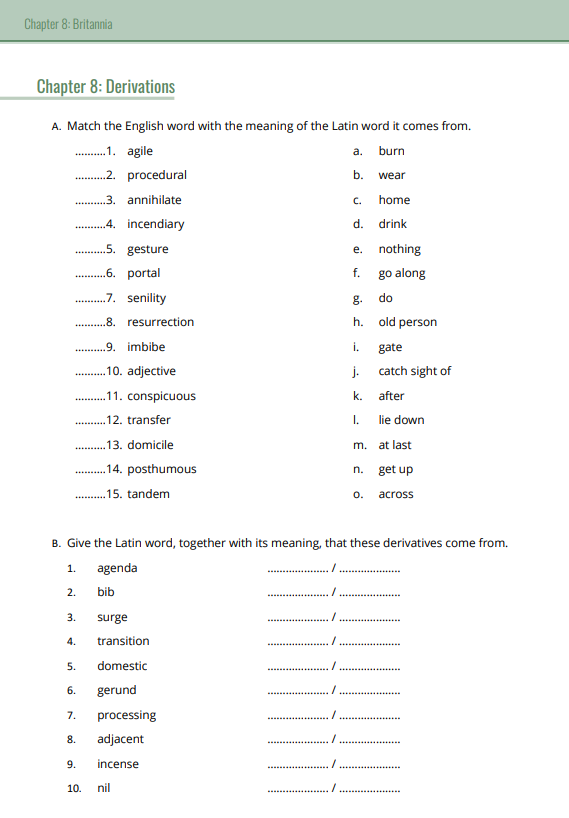 Chapter 8: Britannia
Chapter 8: Derivations
A. Match the English word with the meaning of the Latin word it comes from.
..........1. agile a. burn
..........2. procedural b. wear
..........3. annihilate c. home
..........4. incendiary d. drink
..........5. gesture e. nothing
..........6. portal f. go along
..........7. senility g. do
..........8. resurrection h. old person
..........9. imbibe i. gate
..........10. adjective j. catch sight of
..........11. conspicuous k. after
..........12. transfer l. lie down
..........13. domicile m. at last
..........14. posthumous n. get up
..........15. tandem o. across
B. Give the Latin word, together with its meaning, that these derivatives come from.
1. agenda .................... / ....................
2. bib .................... / ....................
3. surge .................... / ....................
4. transition .................... / ....................
5. domestic .................... / ....................
6. gerund .................... / ....................
7. processing .................... / ....................
8. adjacent .................... / ....................
9. incense .................... / ....................
10. nil .................... / ....................